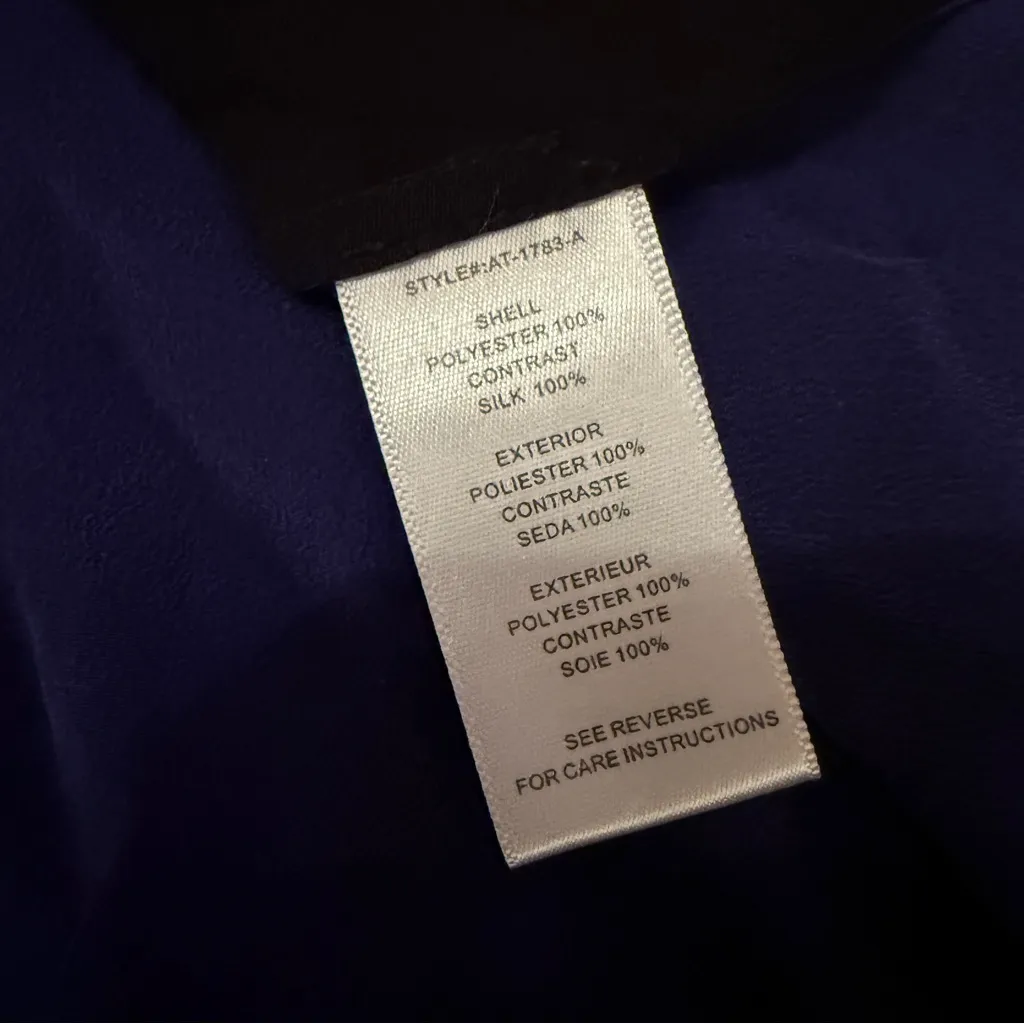 STYLE#:AT-1783-A
SHELL
POLYESTER 100%
CONTRAST
SILK 100%
EXTERIOR
POLIESTER 100%
CONTRASTE
SEDA 100%
EXTERIEUR
POLYESTER 100%
CONTRASTE
SOIE 100%
SEE REVERSE
FOR CARE INSTRUCTIONS